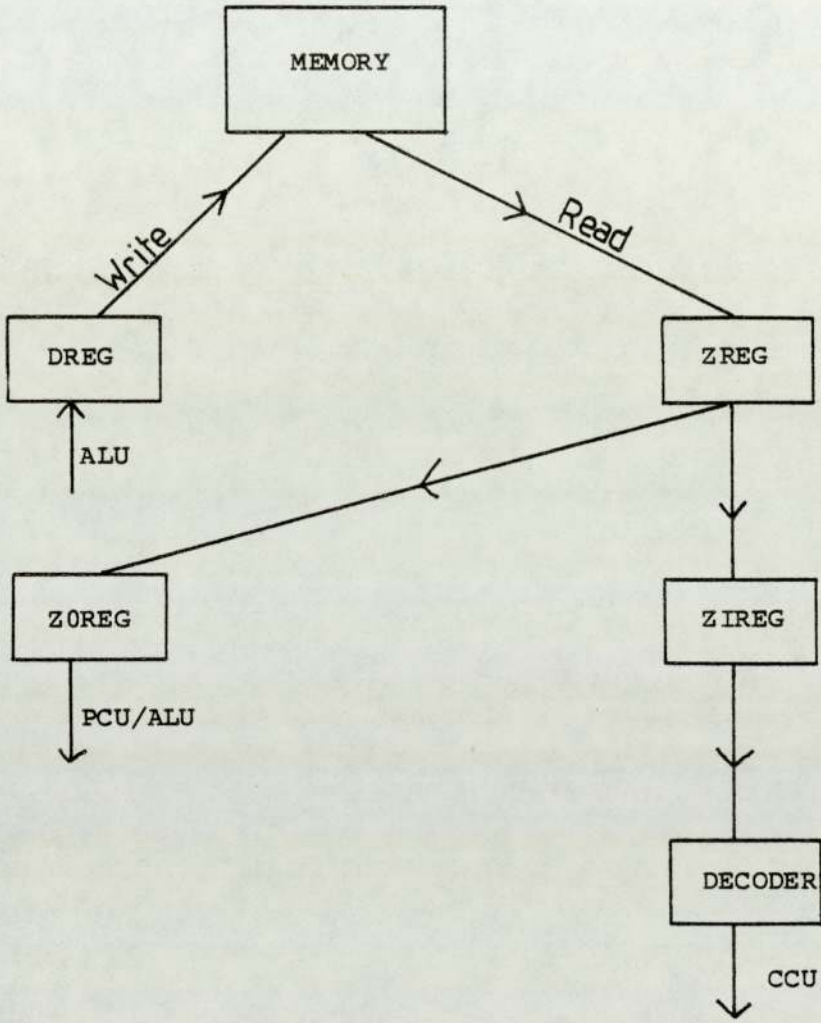 MEMORY
Write
Read
DREG
ZREG
ALU
Z0REG
ZIREG
PCU/ALU
DECODER
CCU